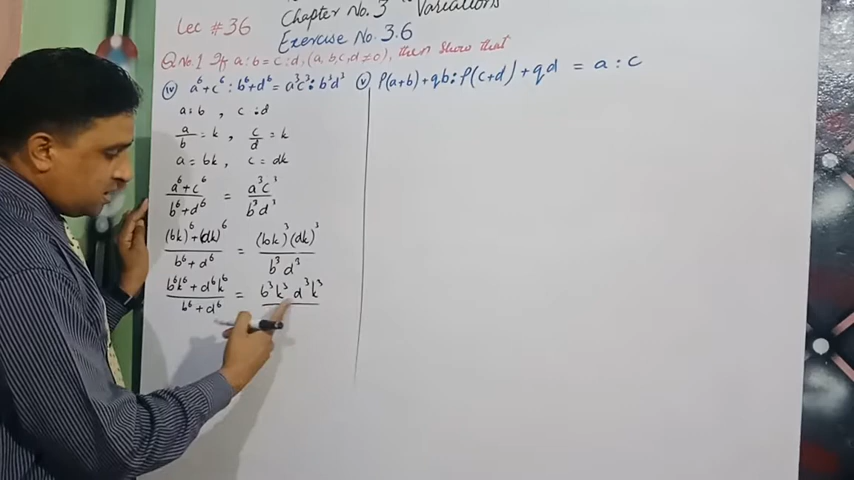 Lec #36
Chapter No. 3 Variations
Exercise No. 3.6
Q No.1 If a:b = c:d, (a,b,c,d ≠ 0), then show that
(iv) a⁶+c⁶ : b⁶+d⁶ = a³c³ : b³d³
a:b , c:d
a/b = k , c/d = k
a = bk , c = dk
a⁶+c⁶ / b⁶+d⁶ = a³c³ / b³d³
(bk)⁶+(dk)⁶ / b⁶+d⁶ = (bk)³(dk)³ / b³d³
b⁶k⁶ + d⁶k⁶ / b⁶+d⁶ = b³k³ d³k³
(v) P(a+b)+qb : P(c+d)+qd = a:c